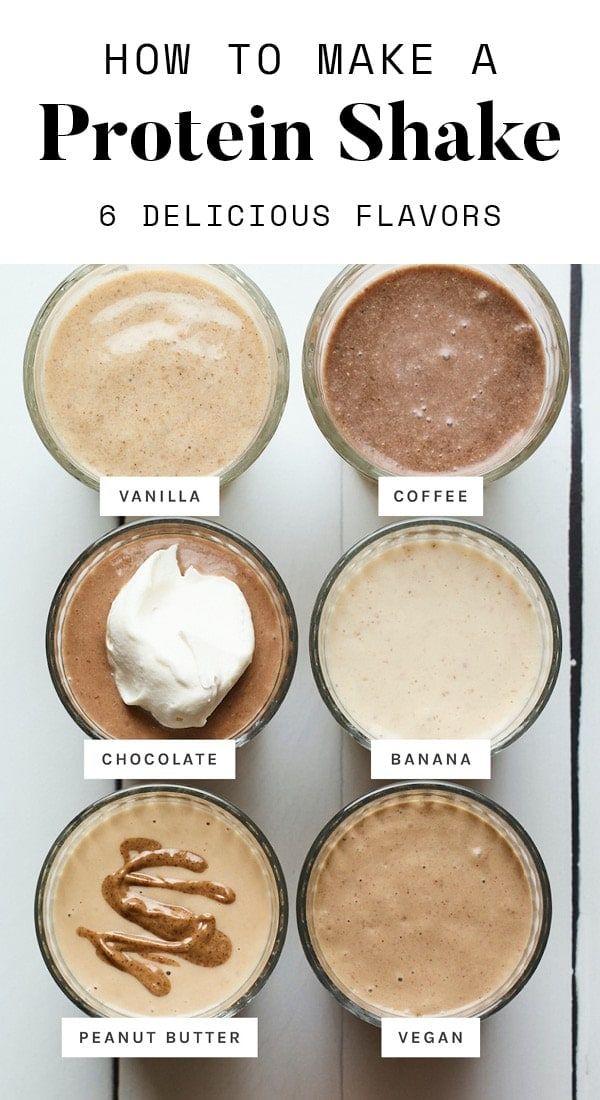 HOW TO MAKE A
Protein Shake
6 DELICIOUS FLAVORS
VANILLA
COFFEE
CHOCOLATE
BANANA
PEANUT BUTTER
VEGAN